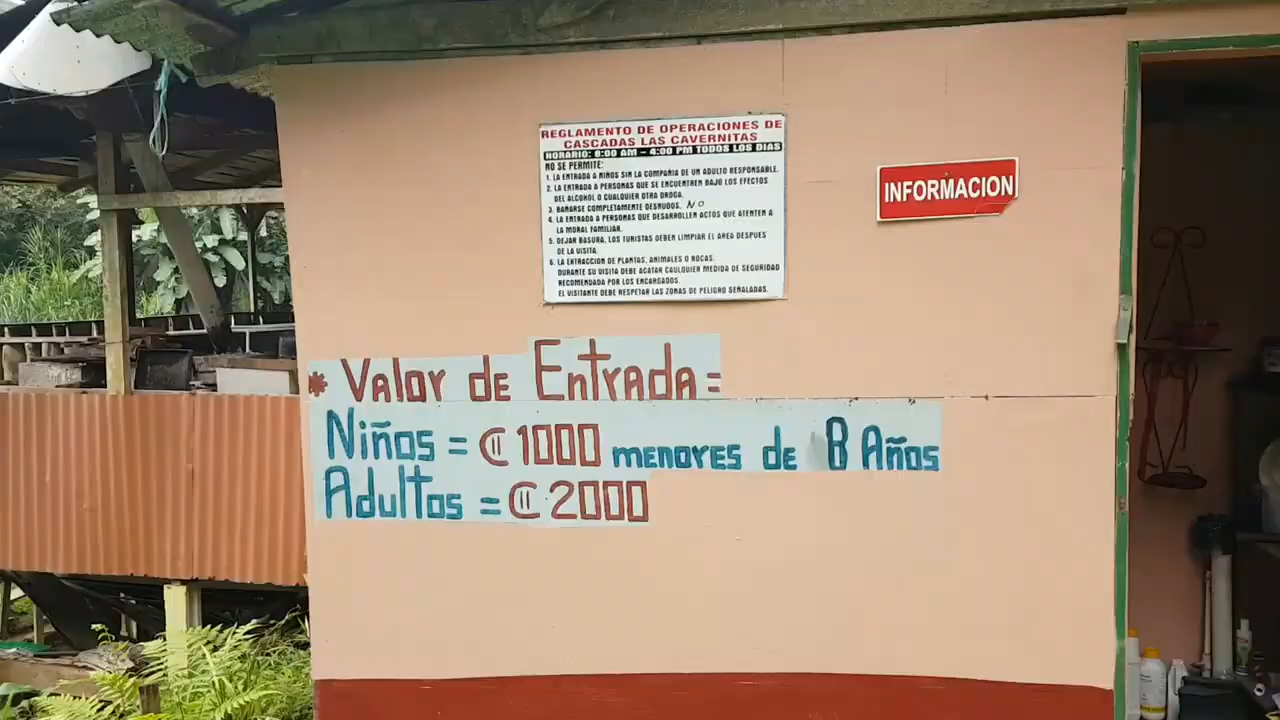 REGLAMENTO DE OPERACIONES DE
CASCADAS LAS CAVERNITAS
HORARIO: 8:00 AM – 4:00 PM TODOS LOS DIAS
NO SE PERMITE:
1. LA ENTRADA A NIÑOS SIN LA COMPAÑIA DE UN ADULTO RESPONSABLE.
2. LA ENTRADA A PERSONAS QUE SE ENCUENTREN BAJO LOS EFECTOS
DEL ALCOHOL O CUALQUIER OTRA DROGA.
3. BAÑARSE COMPLETAMENTE DESNUDOS. NO
4. LA ENTRADA A PERSONAS QUE DESARROLLEN ACTOS QUE ATENTEN A
LA MORAL FAMILIAR.
5. DEJAR BASURA, LOS TURISTAS DEBEN LIMPIAR EL AREA DESPUES
DE LA VISITA.
6. LA EXTRACCION DE PLANTAS, ANIMALES O ROCAS.
DURANTE SU VISITA DEBE ACATAR CAULQUIER MEDIDA DE SEGURIDAD
RECOMENDADA POR LOS ENCARGADOS.
EL VISITANTE DEBE RESPETAR LAS ZONAS DE PELIGRO SEÑALADAS.
INFORMACION
* Valor de Entrada =
Niños = ₡ 1000 menores de 8 Años
Adultos = ₡ 2000